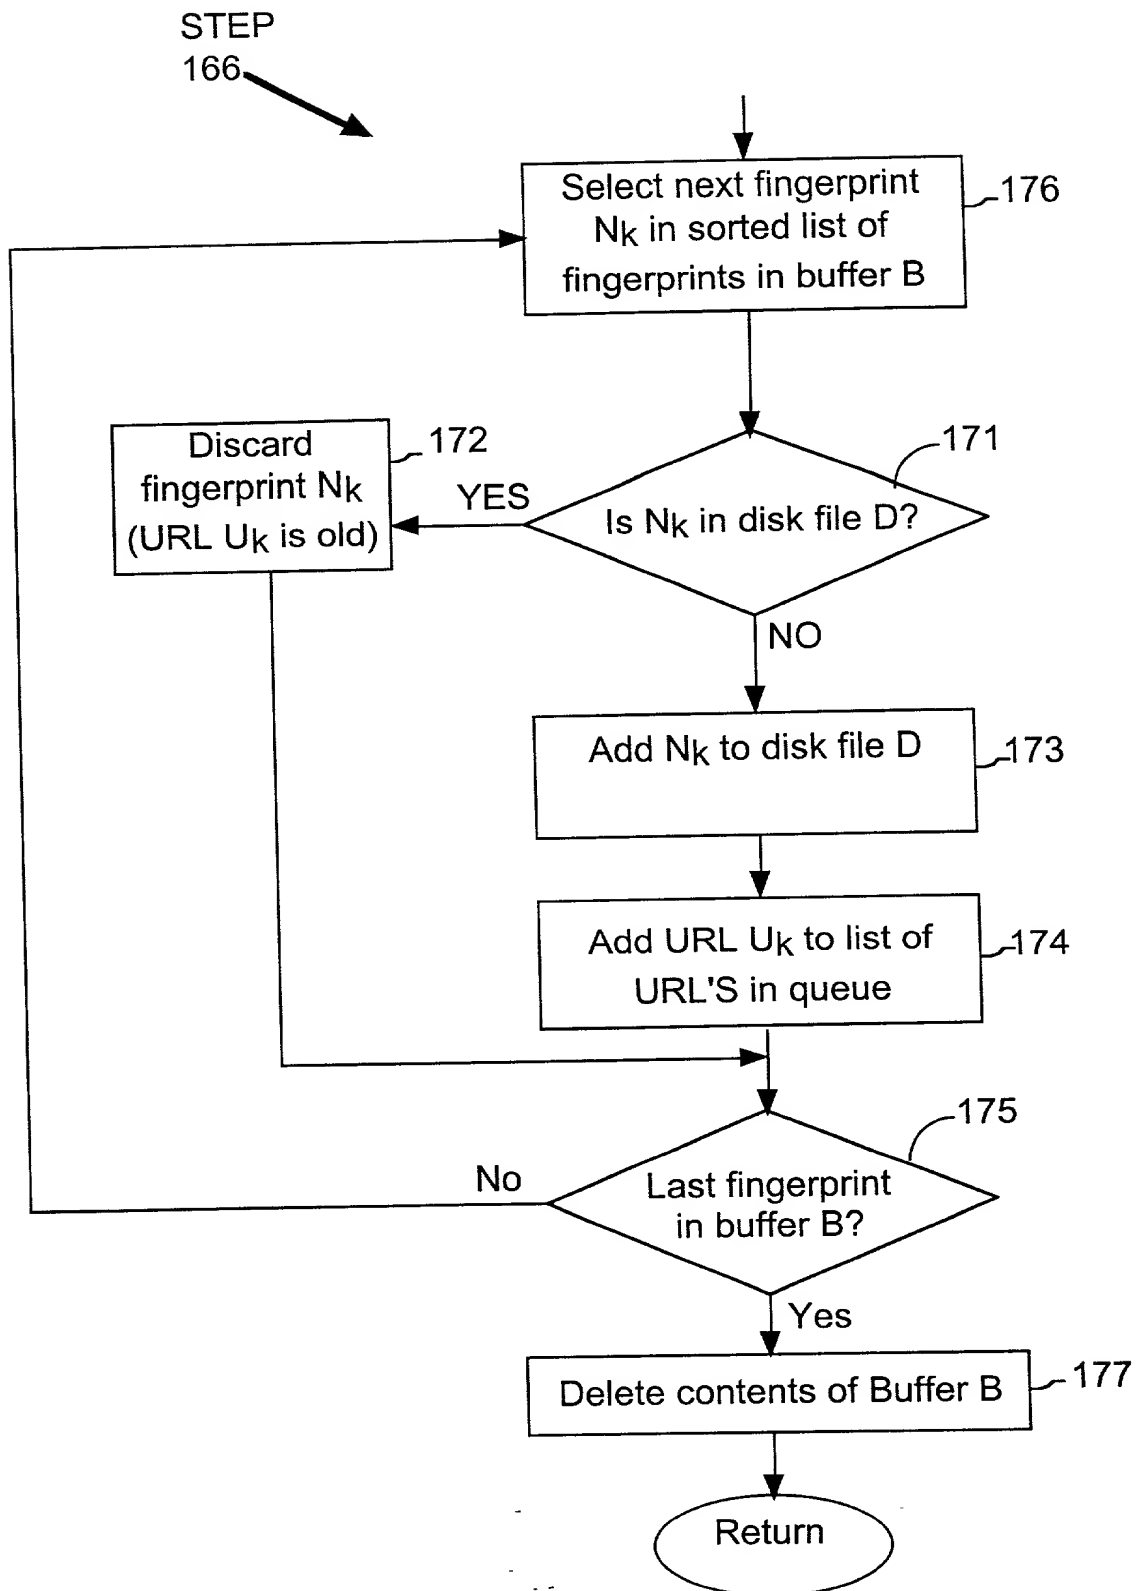 STEP
166
Select next fingerprint
Nk in sorted list of
fingerprints in buffer B
176
Discard
fingerprint Nk
(URL Uk is old)
172
YES
171
Is Nk in disk file D?
NO
Add Nk to disk file D
173
Add URL Uk to list of
URL'S in queue
174
175
No
Last fingerprint
in buffer B?
Yes
Delete contents of Buffer B
177
Return